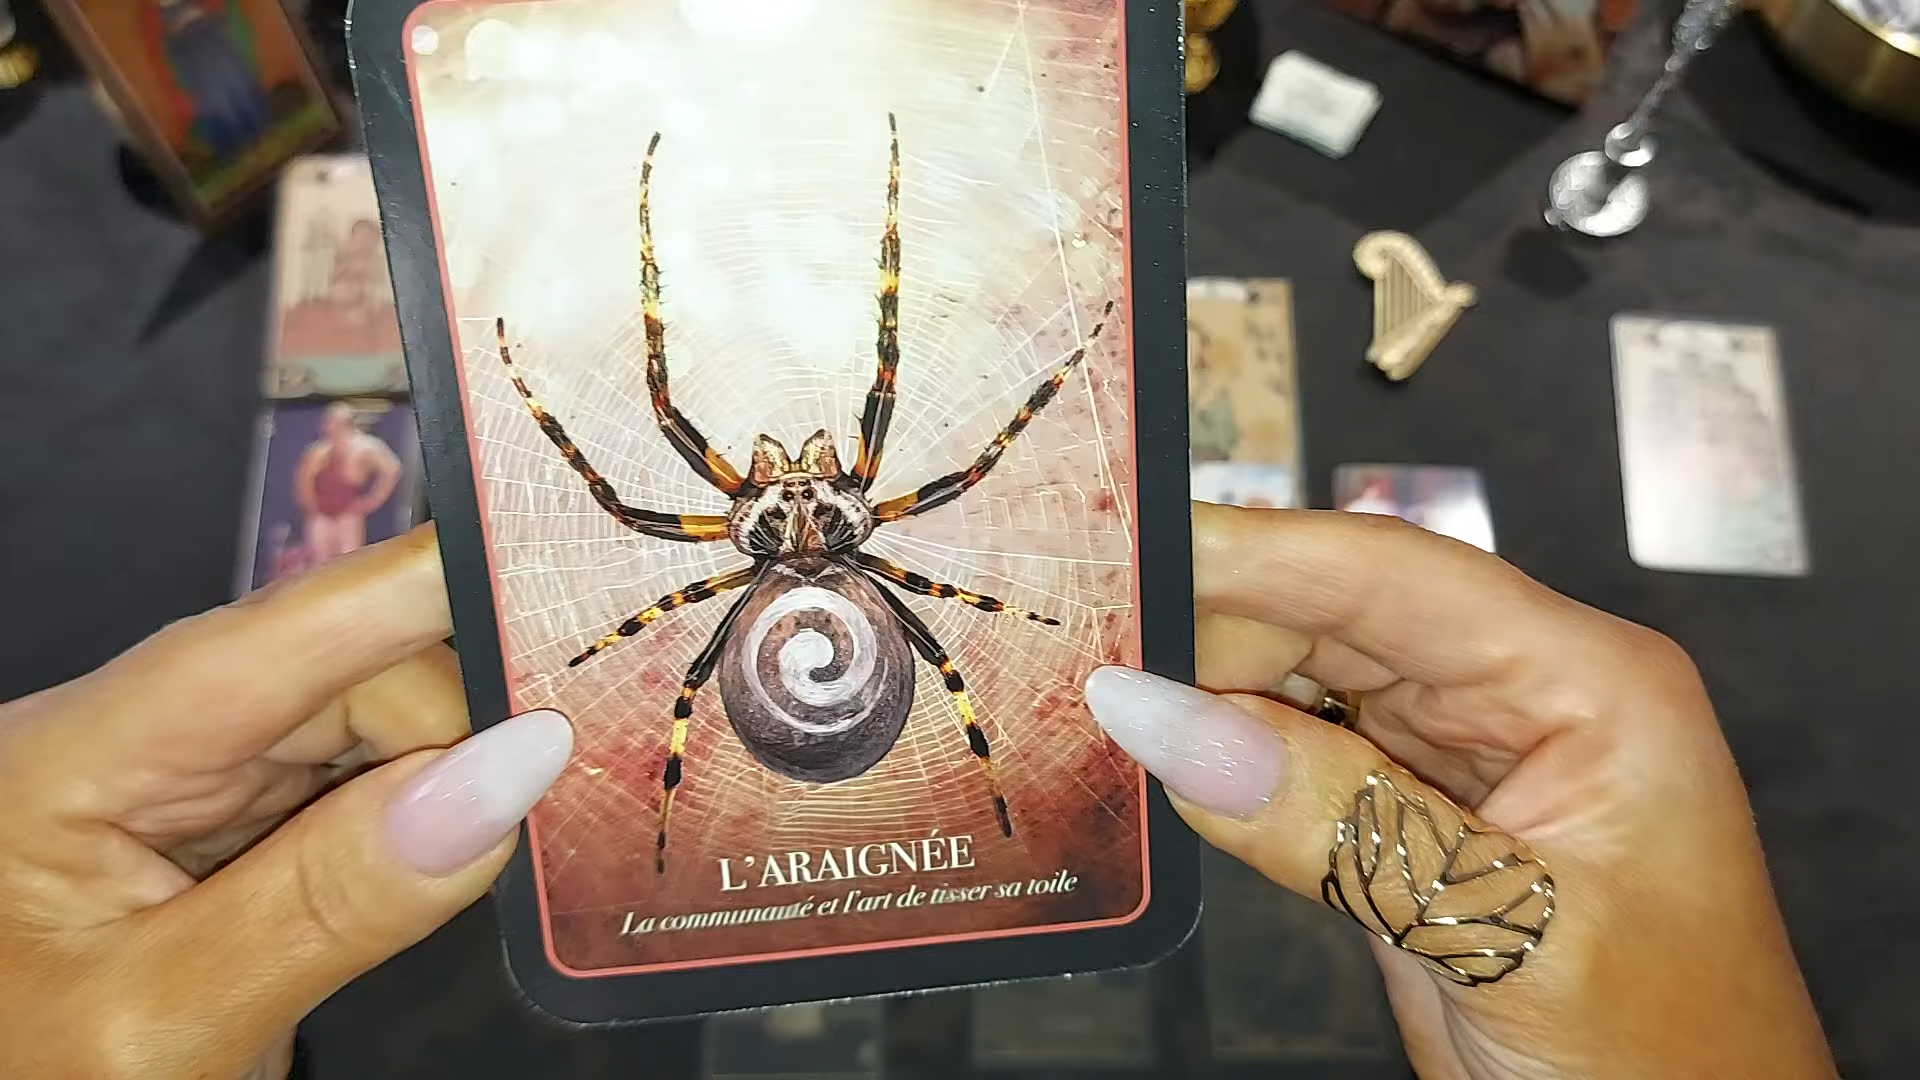 L’ARAIGNÉE
La communauté et l’art de tisser sa toile